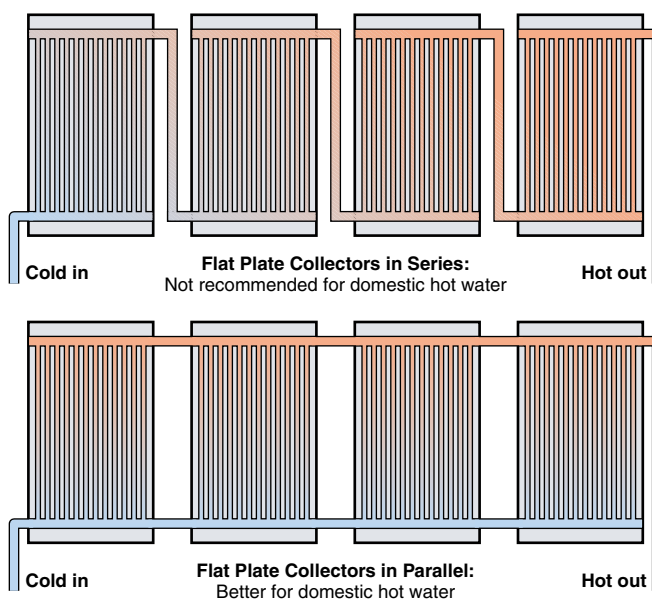 Cold in
Flat Plate Collectors in Series:
Not recommended for domestic hot water
Hot out
Cold in
Flat Plate Collectors in Parallel:
Better for domestic hot water
Hot out